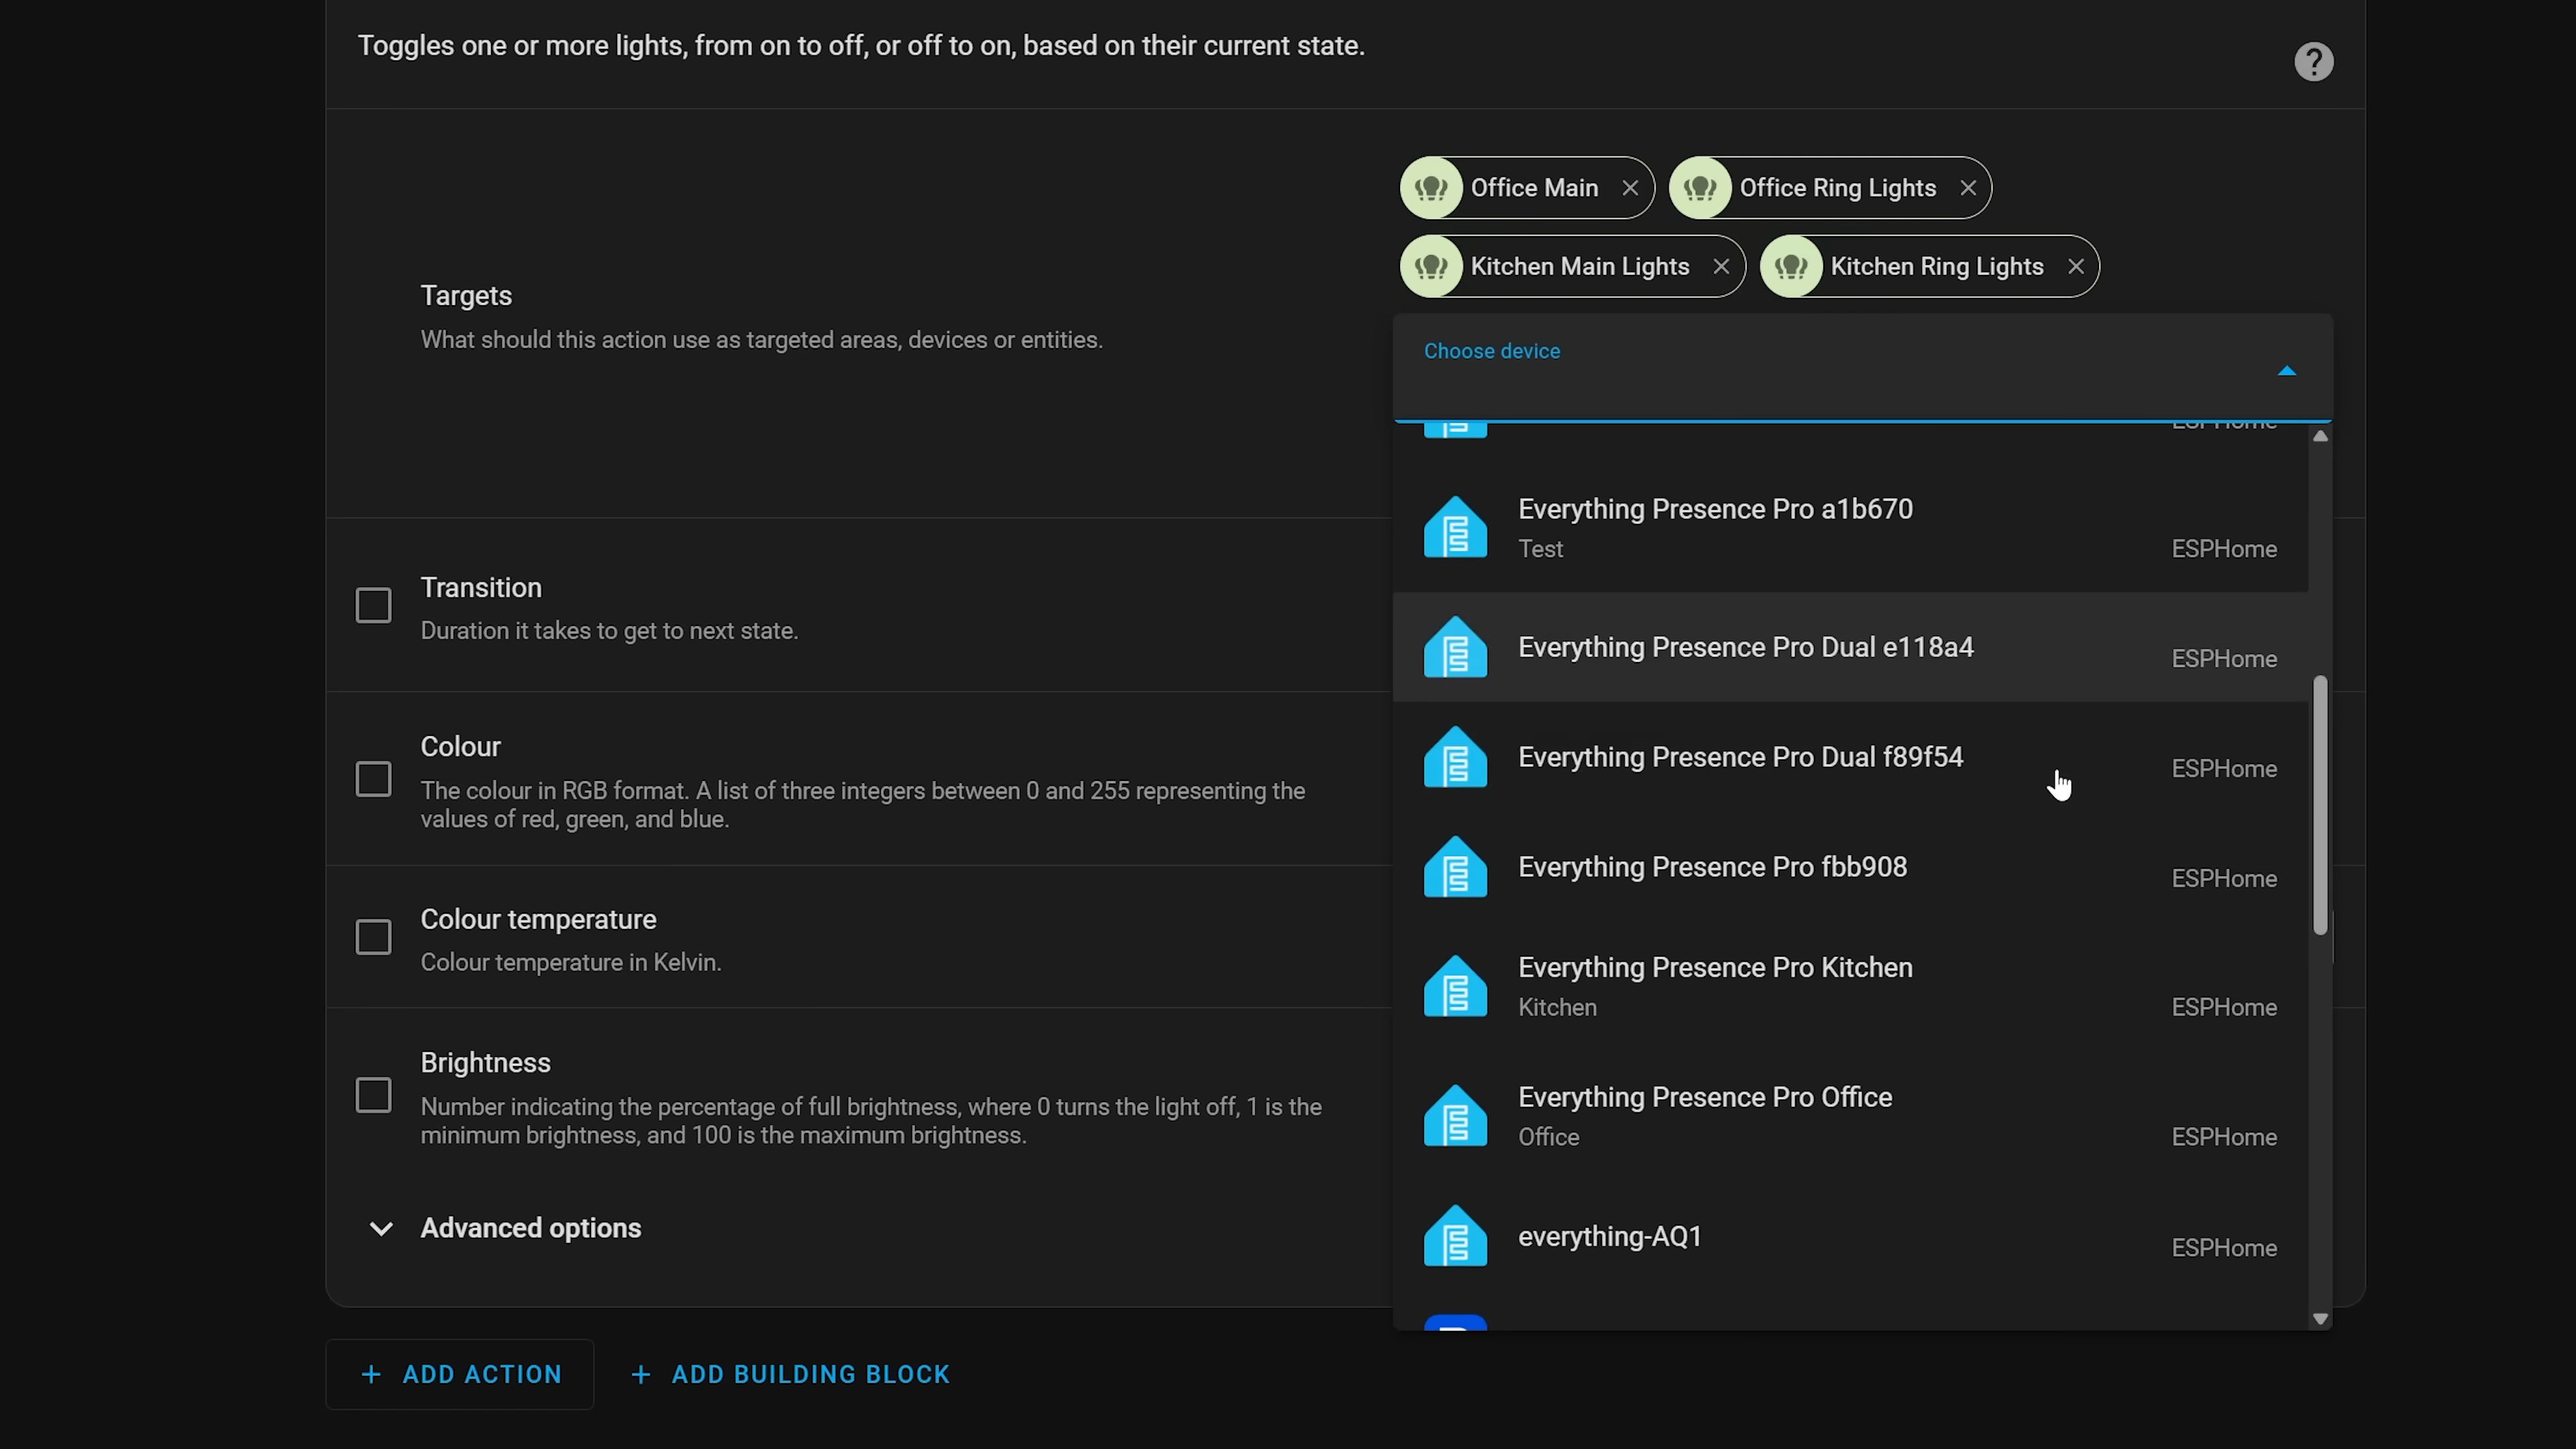 Toggles one or more lights, from on to off, or off to on, based on their current state.
?
Office Main
Office Ring Lights
Kitchen Main Lights
Kitchen Ring Lights
Targets
What should this action use as targeted areas, devices or entities.
Choose device
ESPHome
Everything Presence Pro a1b670
Test
ESPHome
Everything Presence Pro Dual e118a4
ESPHome
Everything Presence Pro Dual f89f54
ESPHome
Everything Presence Pro fbb908
ESPHome
Everything Presence Pro Kitchen
Kitchen
ESPHome
Everything Presence Pro Office
Office
ESPHome
everything-AQ1
ESPHome
Transition
Duration it takes to get to next state.
Colour
The colour in RGB format. A list of three integers between 0 and 255 representing the
values of red, green, and blue.
Colour temperature
Colour temperature in Kelvin.
Brightness
Number indicating the percentage of full brightness, where 0 turns the light off, 1 is the
minimum brightness, and 100 is the maximum brightness.
Advanced options
+ ADD ACTION
+ ADD BUILDING BLOCK